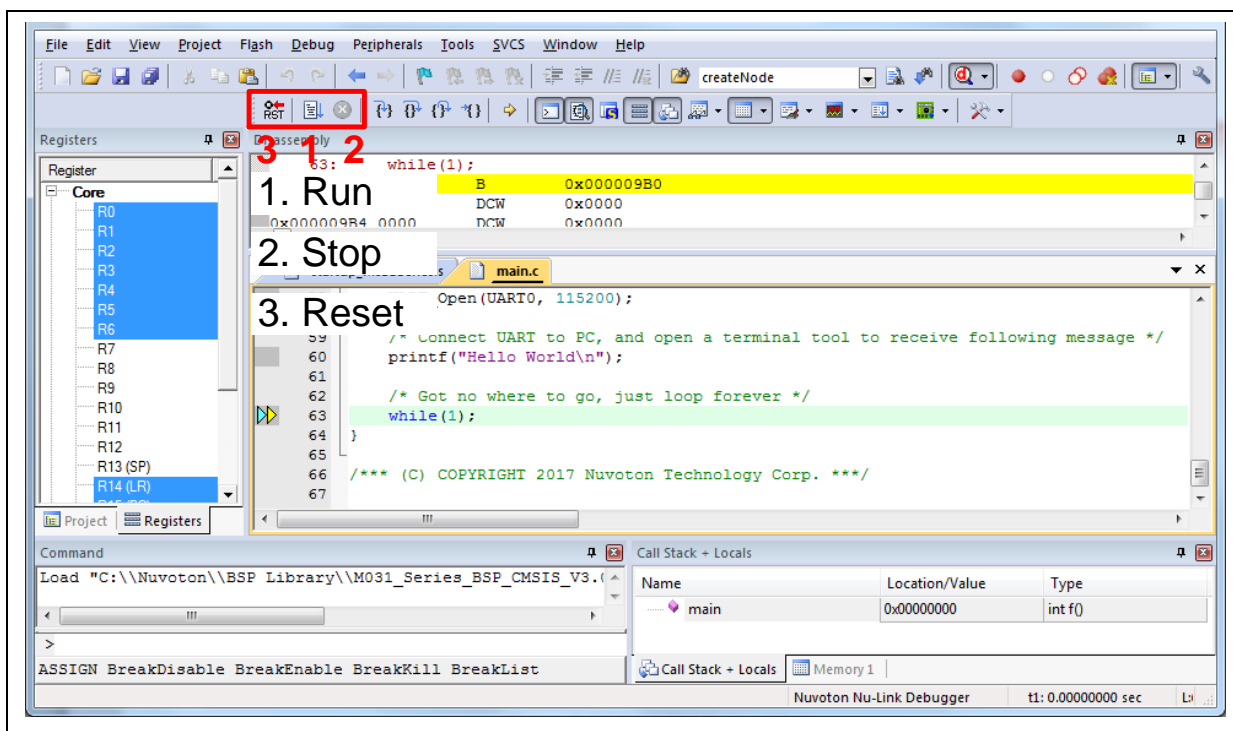 File Edit View Project Flash Debug Peripherals Tools SVCS Window Help
createNode
RST
Registers
Disassembly
3 1 2
Register
Core
R0
R1
R2
R3
R4
R5
R6
R7
R8
R9
R10
R11
R12
R13 (SP)
R14 (LR)
Project Registers
63: while(1);
1. Run
B 0x000009B0
DCW 0x0000
0x000009B4 0000 DCW 0x0000
2. Stop
main.c
3. Reset
Open(UART0, 115200);
59 /* Connect UART to PC, and open a terminal tool to receive following message */
60 printf("Hello World\n");
61
62 /* Got no where to go, just loop forever */
63 while(1);
64 }
65
66 /*** (C) COPYRIGHT 2017 Nuvoton Technology Corp. ***/
67
Command
Load "C:\\Nuvoton\\BSP Library\\M031_Series_BSP_CMSIS_V3.
>
ASSIGN BreakDisable BreakEnable BreakKill BreakList
Call Stack + Locals
Name Location/Value Type
main 0x00000000 int f()
Call Stack + Locals Memory 1
Nuvoton Nu-Link Debugger t1: 0.00000000 sec